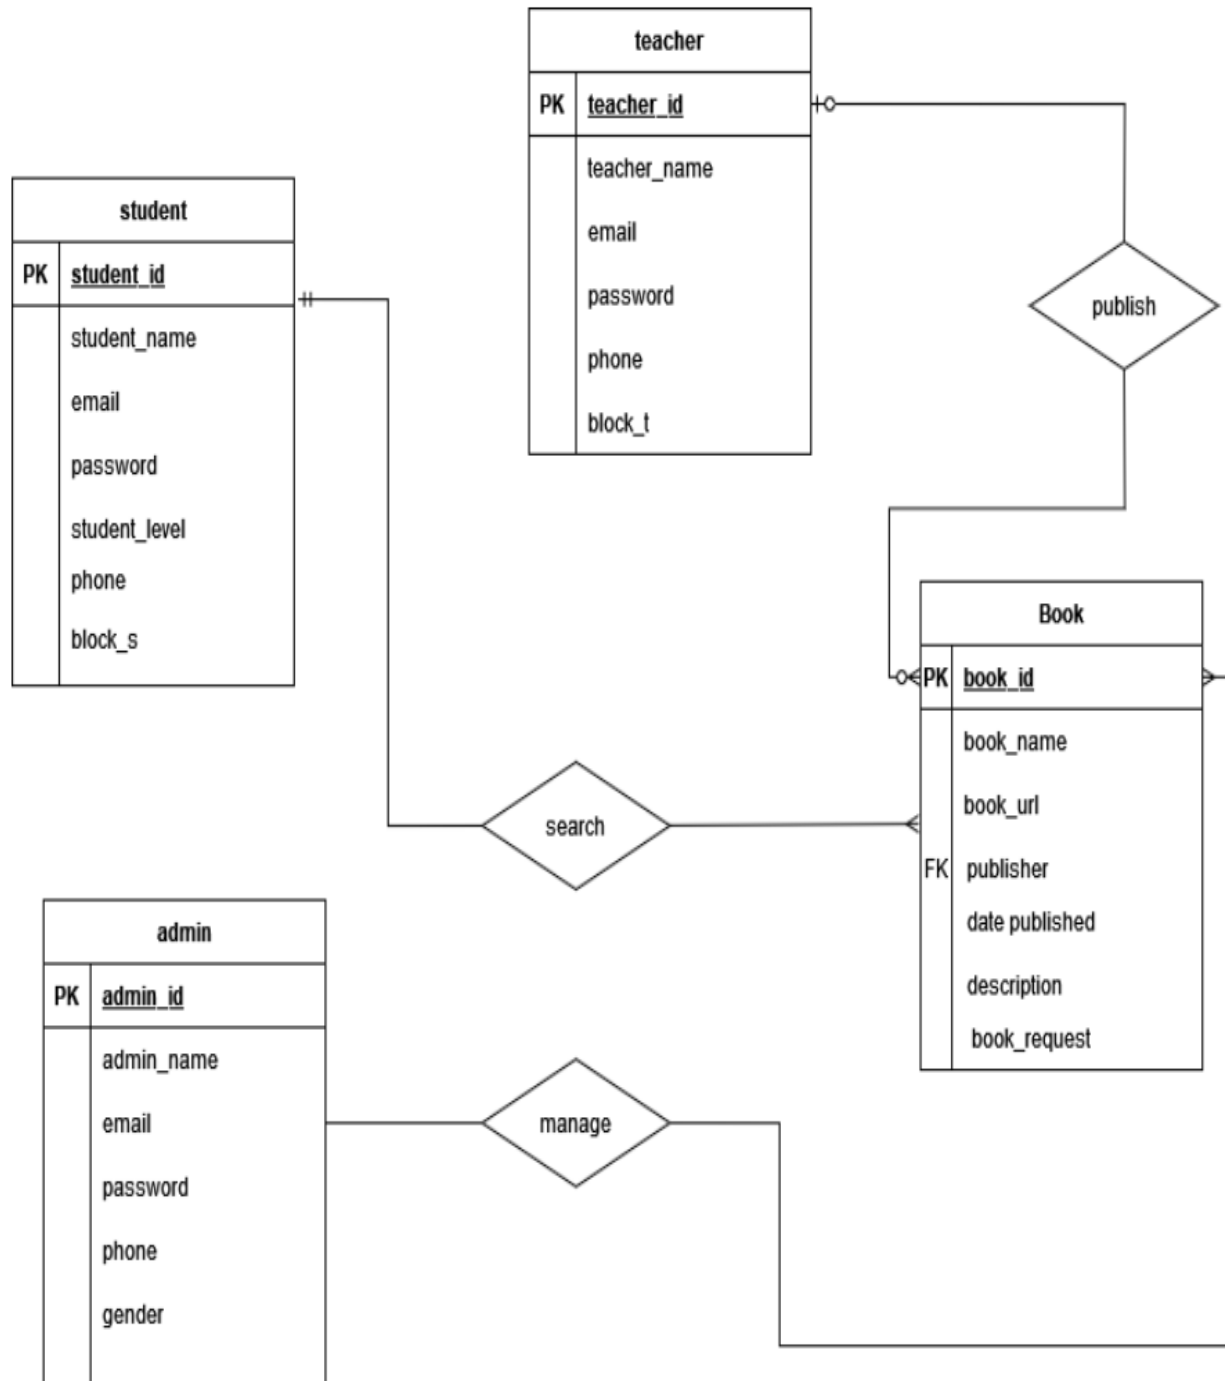 teacher
PK teacher_id
teacher_name
email
password
phone
block_t
student
PK student_id
student_name
email
password
student_level
phone
block_s
publish
Book
PK book_id
book_name
book_url
FK publisher
date published
description
book_request
search
admin
PK admin_id
admin_name
email
password
phone
gender
manage